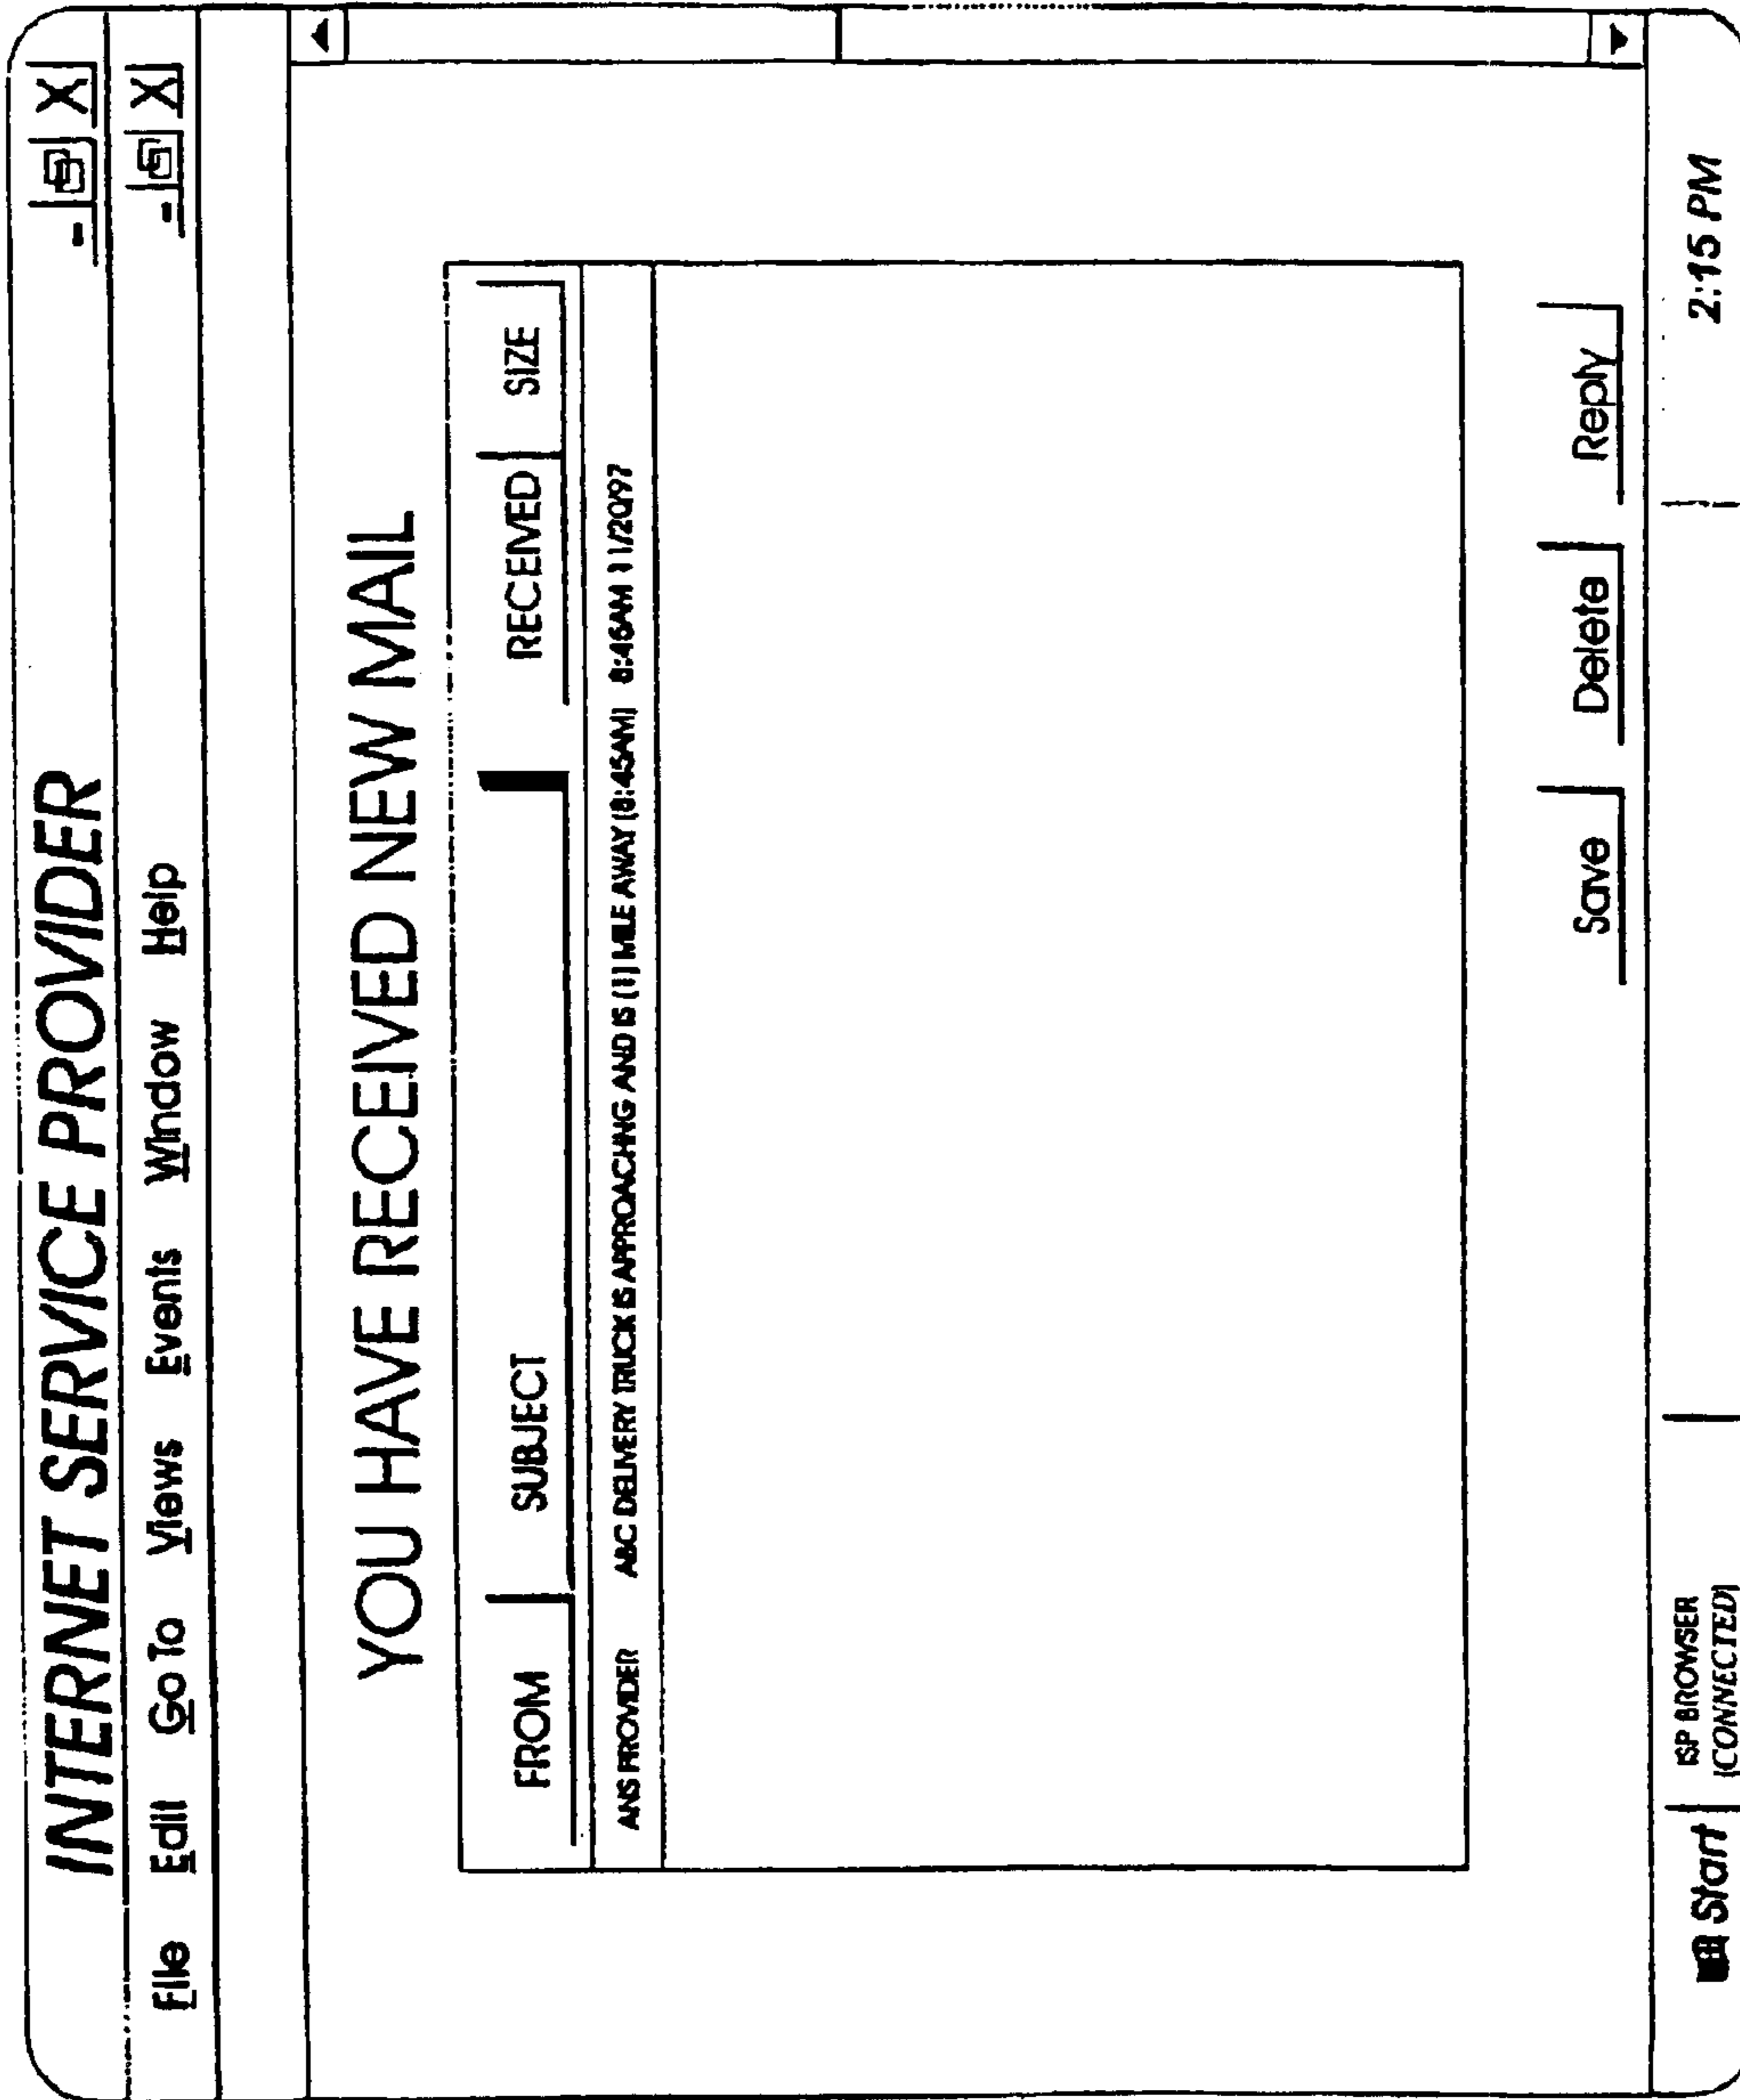 INTERNET SERVICE PROVIDER
File Edit GoTo Views Events Window Help
YOU HAVE RECEIVED NEW MAIL
FROM SUBJECT RECEIVED SIZE
ANS PROVIDER ABC DELIVERY TRUCK IS APPROACHING AND IS (1) MILE AWAY (8:45AM) 8:46AM 11/20/97
Save Delete Reply
Start ISP BROWSER 2:15 PM
(CONNECTED)